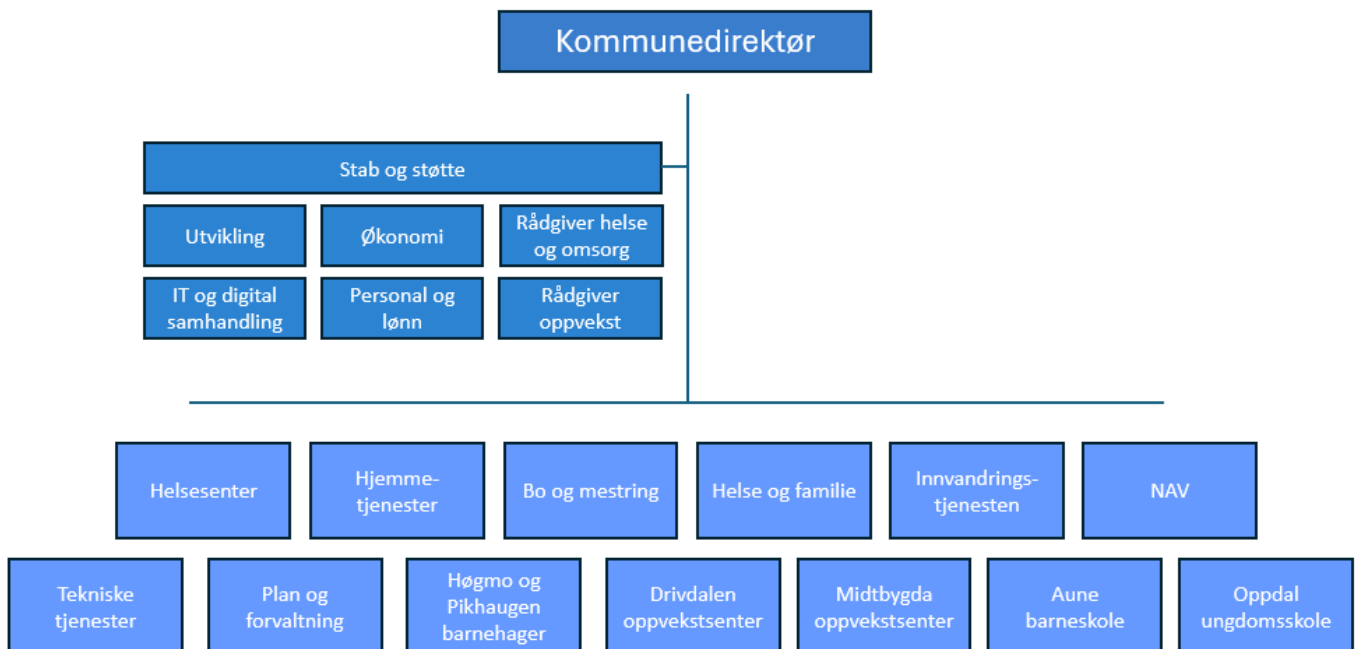 Kommunedirektør
Stab og støtte
Utvikling
Økonomi
Rådgiver helse
og omsorg
IT og digital
samhandling
Personal og
lønn
Rådgiver
oppvekst
Helsesenter
Hjemme-
tjenester
Bo og mestring
Helse og familie
Innvandrings-
tjenesten
NAV
Tekniske
tjenester
Plan og
forvaltning
Høgmo og
Pikhaugen
barnehager
Drivdalen
oppvekstsenter
Midtbygda
oppvekstsenter
Aune
barneskole
Oppdal
ungdomsskole